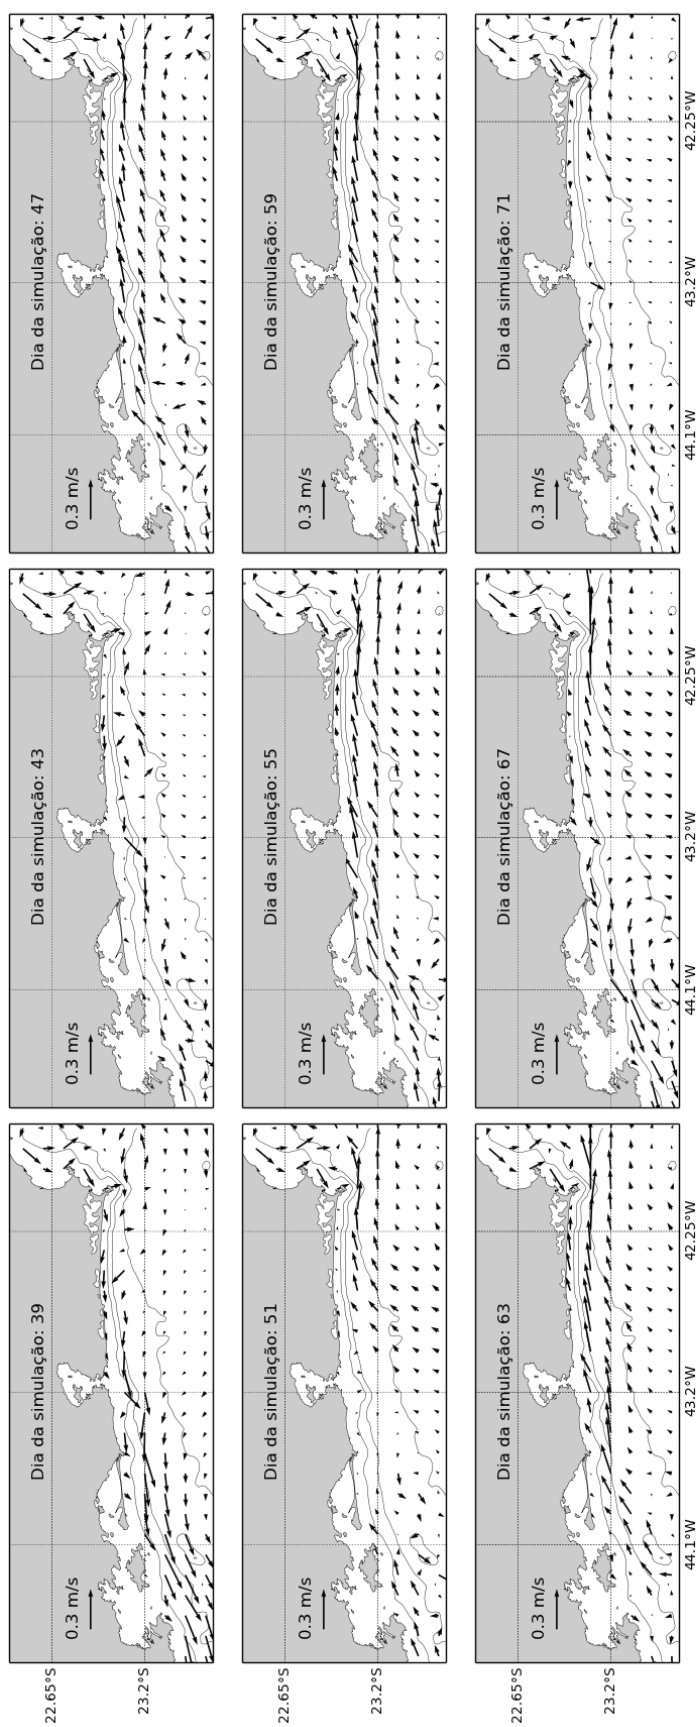 Dia da simulação: 39
0.3 m/s
Dia da simulação: 43
0.3 m/s
Dia da simulação: 47
0.3 m/s
22.65°S
23.2°S
Dia da simulação: 51
0.3 m/s
Dia da simulação: 55
0.3 m/s
Dia da simulação: 59
0.3 m/s
22.65°S
23.2°S
Dia da simulação: 63
0.3 m/s
Dia da simulação: 67
0.3 m/s
Dia da simulação: 71
0.3 m/s
22.65°S
23.2°S
44.1°W
43.2°W
42.25°W
44.1°W
43.2°W
42.25°W
44.1°W
43.2°W
42.25°W